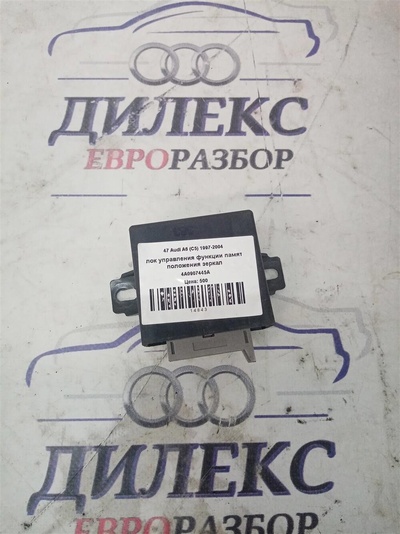 ДИЛЕКС
ЕВРОРАЗБОР
47 Audi A6 (C5) 1997-2004
лок управления функции памят
положения зеркал
4A0907445A
Цена: 500
14643
ДИЛЕКС
ЕВРОРАЗБОР